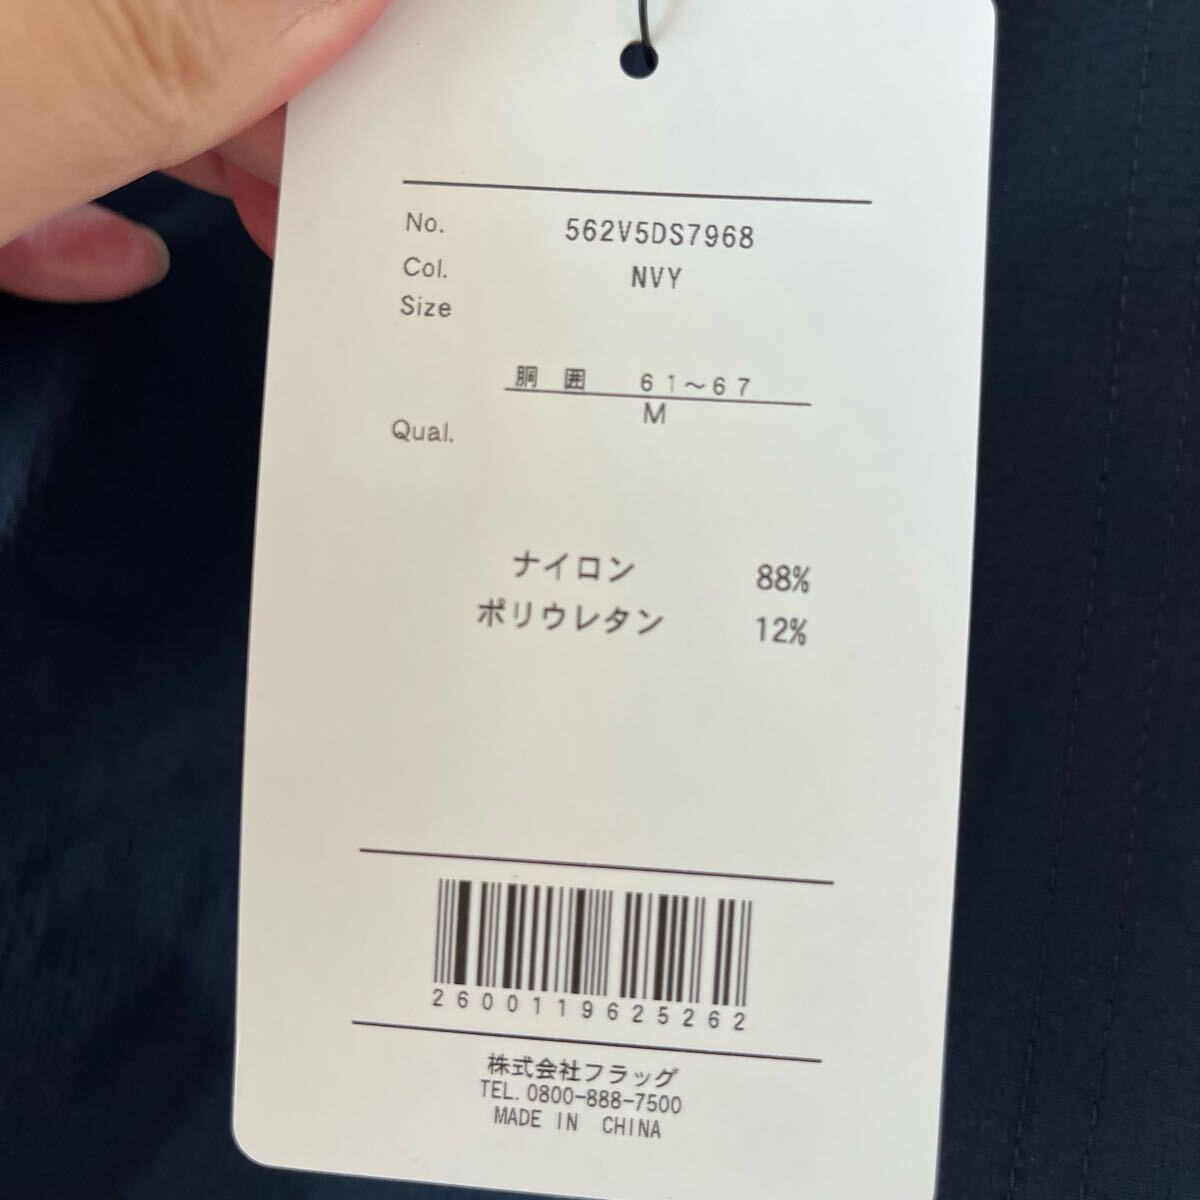 No. 562V5DS7968
Col. NVY
Size
胴 囲 61～67
M
Qual.
ナイロン 88%
ポリウレタン 12%
2600119625262
株式会社フラッグ
TEL. 0800-888-7500
MADE IN CHINA